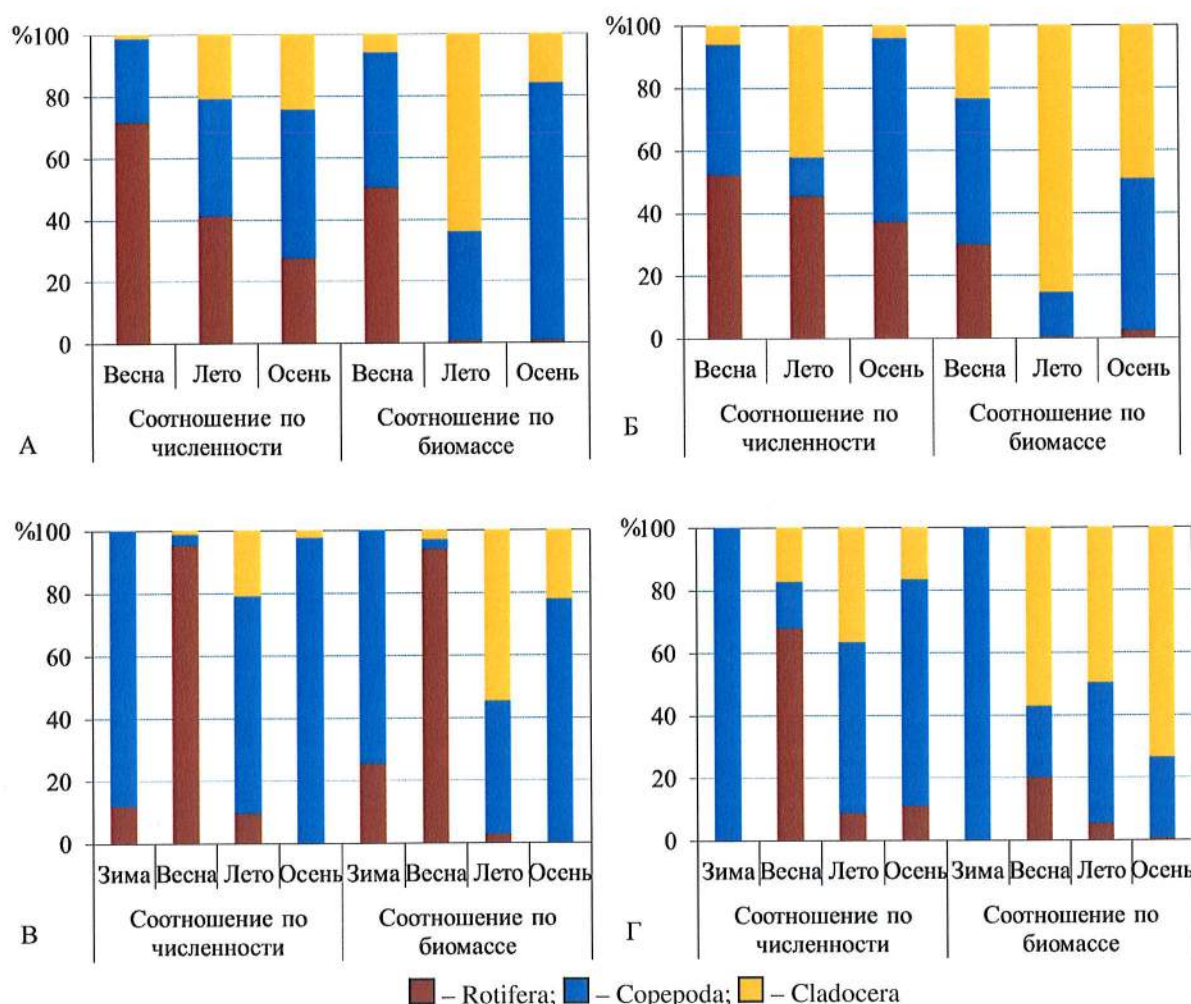 %100
80
60
40
20
0
Весна Лето Осень Весна Лето Осень
Соотношение по численности
Соотношение по биомассе
А
%100
80
60
40
20
0
Весна Лето Осень Весна Лето Осень
Соотношение по численности
Соотношение по биомассе
Б
%100
80
60
40
20
0
Зима Весна Лето Осень Зима Весна Лето Осень
Соотношение по численности
Соотношение по биомассе
В
%100
80
60
40
20
0
Зима Весна Лето Осень Зима Весна Лето Осень
Соотношение по численности
Соотношение по биомассе
Г
– Rotifera; – Copepoda; – Cladocera